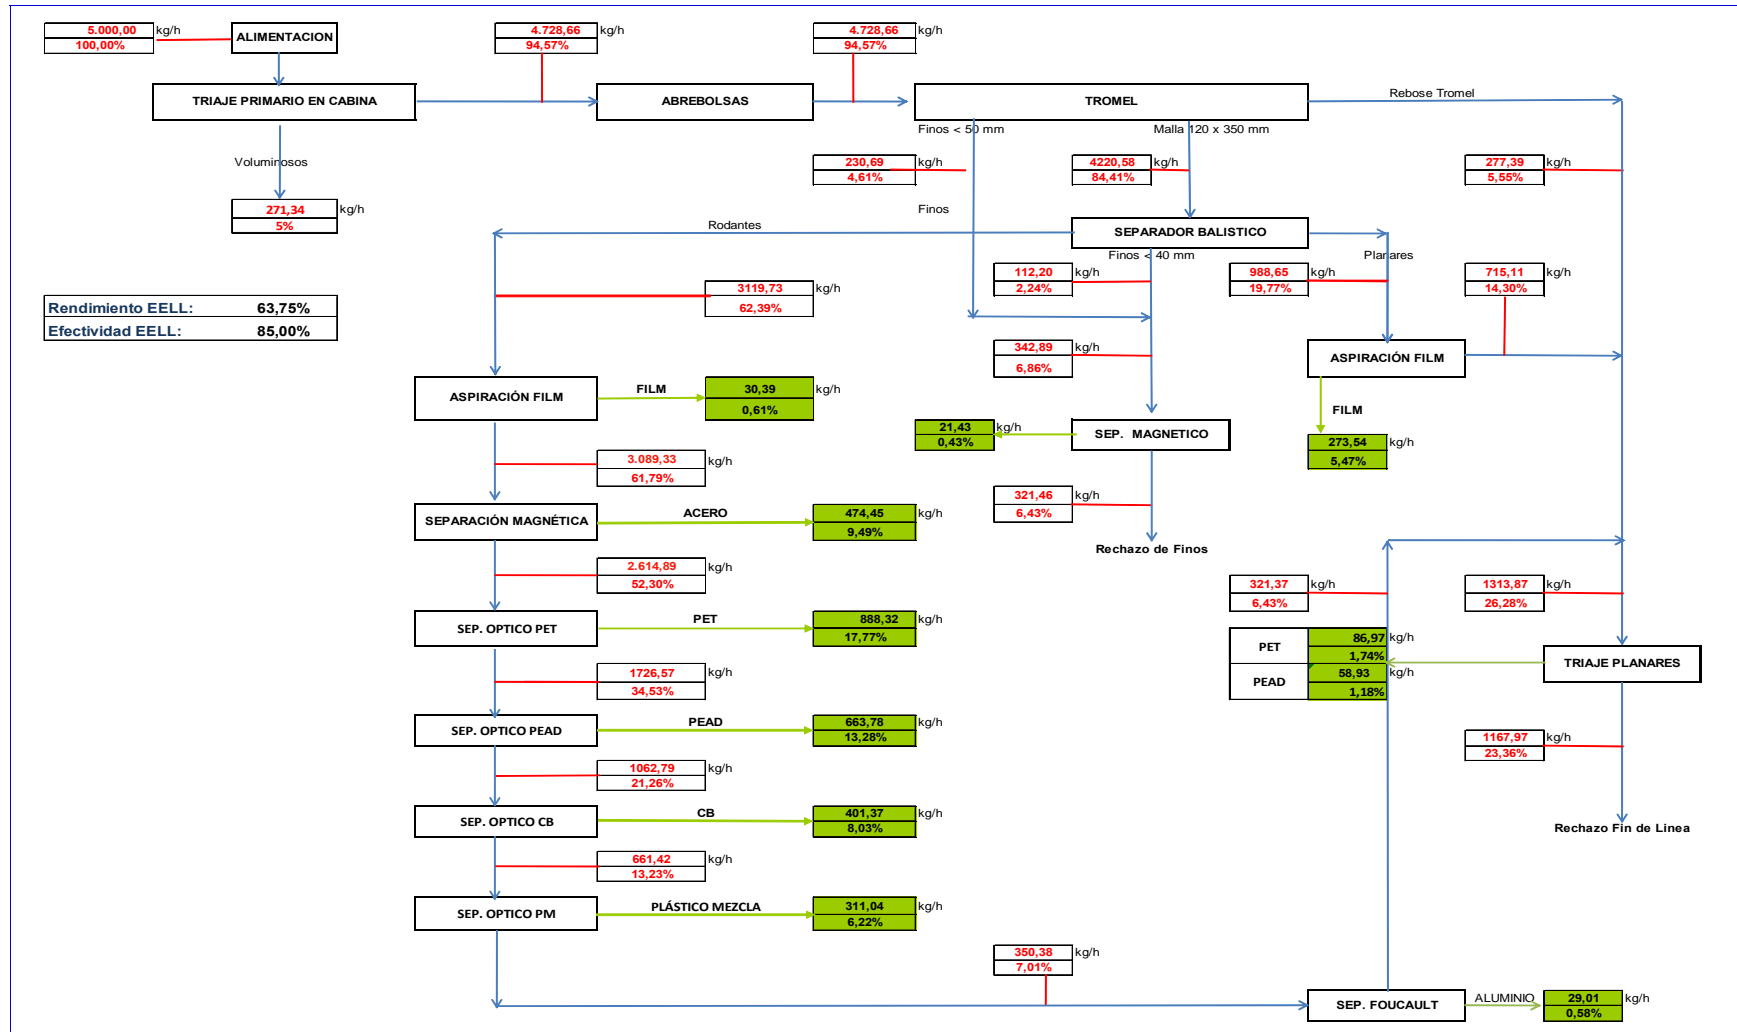 5.000,00 kg/h
100,00%
ALIMENTACION
4.728,66 kg/h
94,57%
4.728,66 kg/h
94,57%
TRIAJE PRIMARIO EN CABINA
ABREBOLSAS
TROMEL
Rebose Tromel
Finos < 50 mm
Malla 120 x 350 mm
Voluminosos
230,69 kg/h
4,61%
4220,58 kg/h
84,41%
277,39 kg/h
5,55%
271,34 kg/h
5%
Finos
Rodantes
SEPARADOR BALISTICO
Finos < 40 mm
Planares
112,20 kg/h
2,24%
988,65 kg/h
19,77%
715,11 kg/h
14,30%
3119,73 kg/h
62,39%
Rendimiento EELL: 63,75%
Efectividad EELL: 85,00%
342,89 kg/h
6,86%
ASPIRACIÓN FILM
ASPIRACIÓN FILM
FILM
30,39 kg/h
0,61%
FILM
21,43 kg/h
0,43%
SEP. MAGNETICO
273,54 kg/h
5,47%
3.089,33 kg/h
61,79%
321,46 kg/h
6,43%
SEPARACIÓN MAGNÉTICA
ACERO
474,45 kg/h
9,49%
Rechazo de Finos
2.614,89 kg/h
52,30%
321,37 kg/h
6,43%
1313,87 kg/h
26,28%
SEP. OPTICO PET
PET
888,32 kg/h
17,77%
PET
86,97 kg/h
1,74%
PEAD
58,93 kg/h
1,18%
TRIAJE PLANARES
1726,57 kg/h
34,53%
SEP. OPTICO PEAD
PEAD
663,78 kg/h
13,28%
1167,97 kg/h
23,36%
1062,79 kg/h
21,26%
SEP. OPTICO CB
CB
401,37 kg/h
8,03%
Rechazo Fin de Linea
661,42 kg/h
13,23%
SEP. OPTICO PM
PLÁSTICO MEZCLA
311,04 kg/h
6,22%
350,38 kg/h
7,01%
SEP. FOUCAULT
ALUMINIO
29,01 kg/h
0,58%